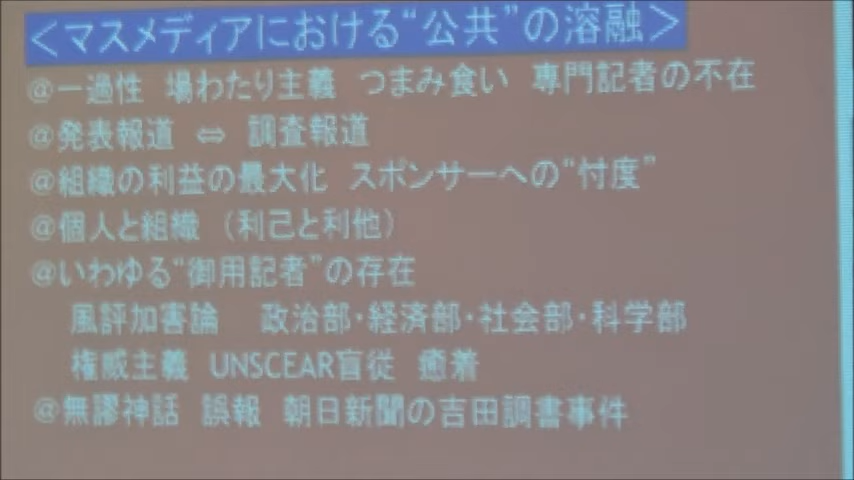 ＜マスメディアにおける“公共”の溶融＞
@一過性　場わたり主義　つまみ食い　専門記者の不在
@発表報道　⇔　調査報道
@組織の利益の最大化　スポンサーへの“忖度”
@個人と組織　（利己と利他）
@いわゆる“御用記者”の存在
風評加害論　政治部・経済部・社会部・科学部
権威主義　UNSCEAR盲従　癒着
@無謬神話　誤報　朝日新聞の吉田調書事件